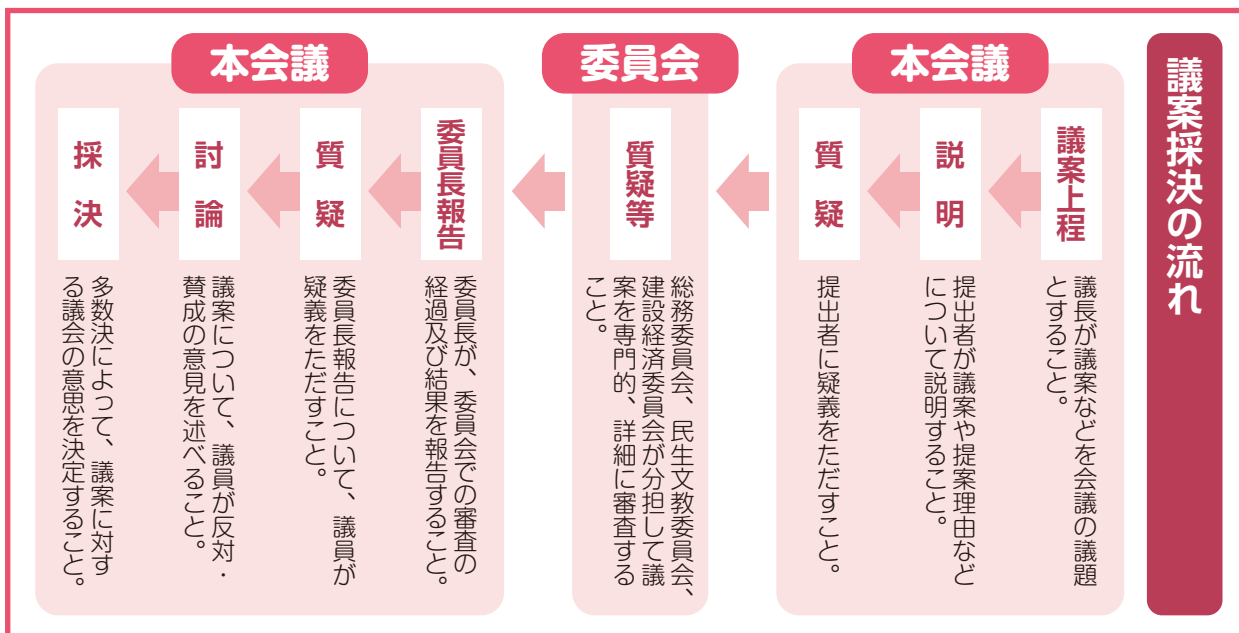 議案採決の流れ
本会議
議案上程
議長が議案などを会議の議題
とすること。
説明
提出者が議案や提案理由など
について説明すること。
質疑
提出者に疑義をただすこと。
委員会
質疑等
総務委員会、民生文教委員会、
建設経済委員会が分担して議
案を専門的、詳細に審査する
こと。
本会議
委員長報告
委員長が、委員会での審査の
経過及び結果を報告すること。
質疑
委員長報告について、議員が
疑義をただすこと。
討論
議案について、議員が反対・
賛成の意見を述べること。
採決
多数決によって、議案に対す
る議会の意思を決定すること。